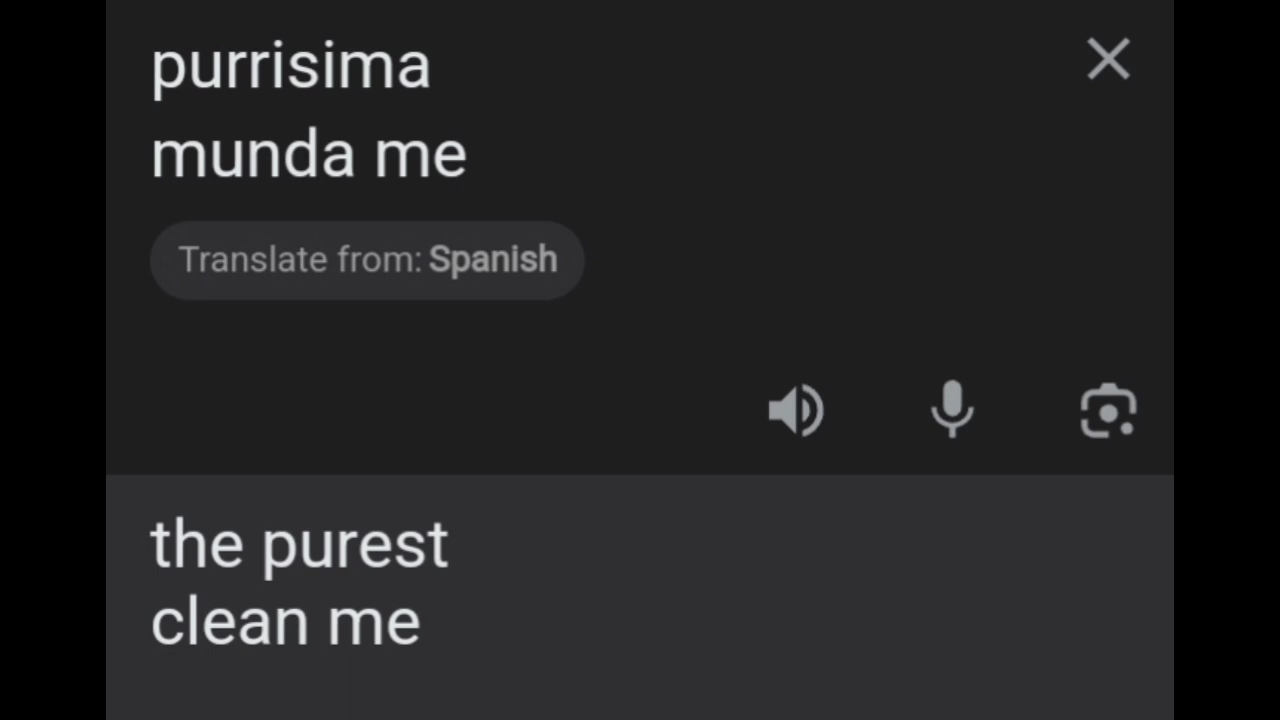 purrisima
munda me
Translate from: Spanish
the purest
clean me